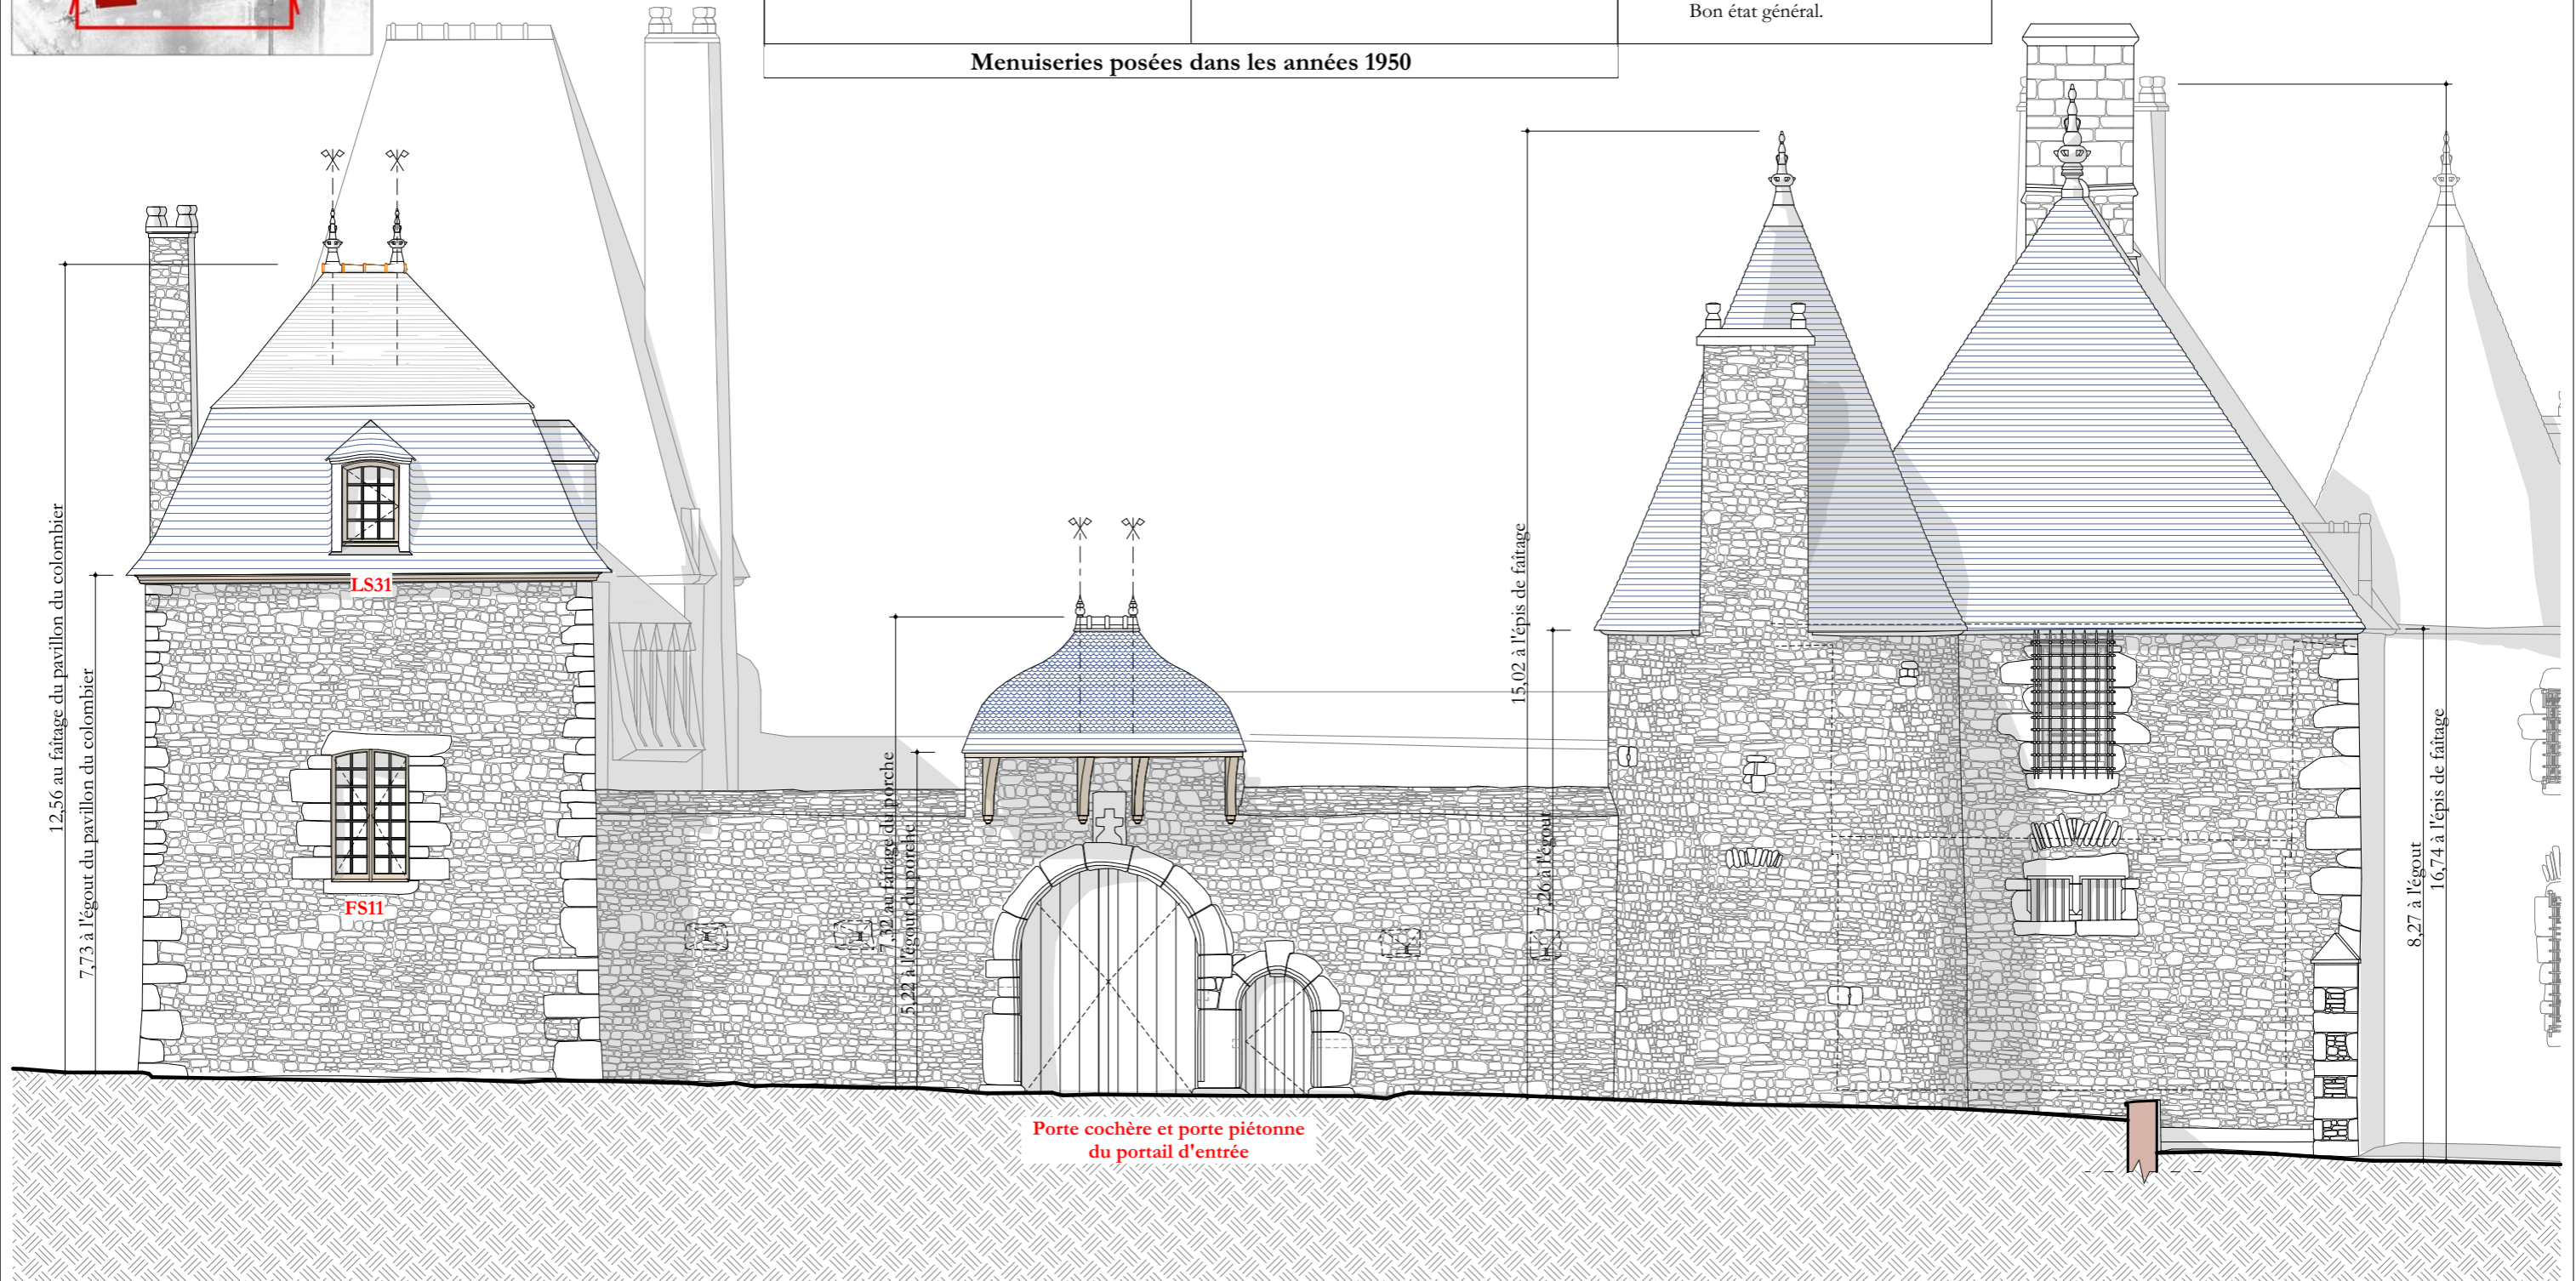 Bon état général.
Menuiseries posées dans les années 1950
12,56 au faîtage du pavillon du colombier
7,73 à l'égout du pavillon du colombier
LS31
FS11
7,32 au faîtage du porche
5,22 à l'égout du porche
Porte cochère et porte piétonne
du portail d'entrée
15,02 à l'épis de faîtage
7,26 à l'égout
8,27 à l'égout
16,74 à l'épis de faîtage